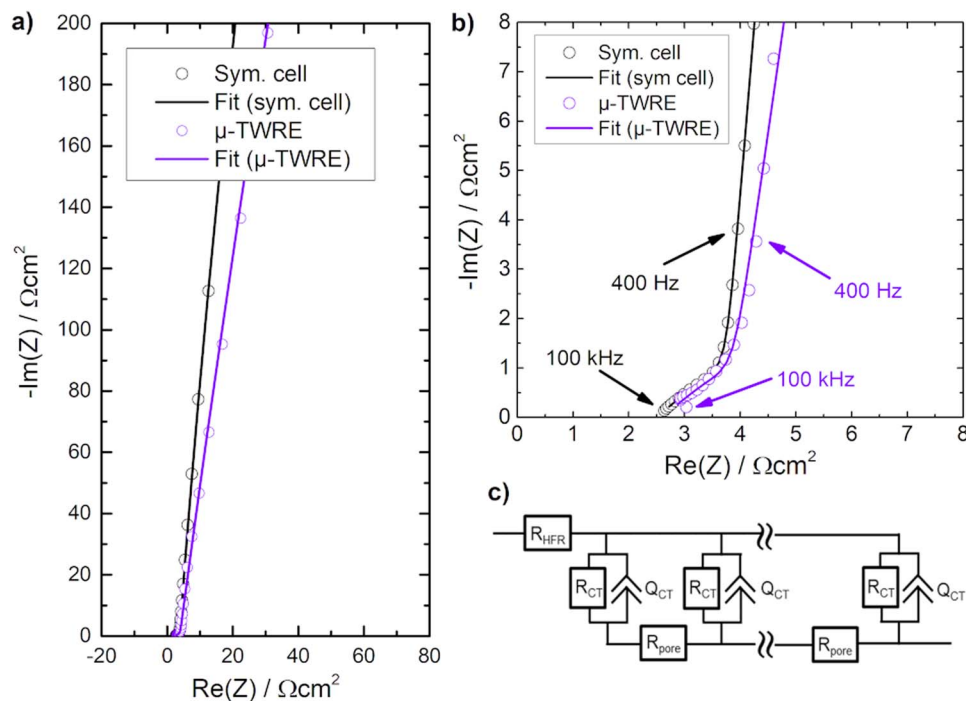 a)
200
180
160
140
120
100
80
60
40
20
0
-Im(Z) / Ωcm²
Sym. cell
Fit (sym. cell)
μ-TWRE
Fit (μ-TWRE)
-20 0 20 40 60 80
Re(Z) / Ωcm²
b)
8
7
6
5
4
3
2
1
0
-Im(Z) / Ωcm²
Sym. cell
Fit (sym cell)
μ-TWRE
Fit (μ-TWRE)
400 Hz
400 Hz
100 kHz
100 kHz
0 1 2 3 4 5 6 7 8
Re(Z) / Ωcm²
c)
R_HFR
R_CT Q_CT R_CT Q_CT R_CT Q_CT
R_pore R_pore